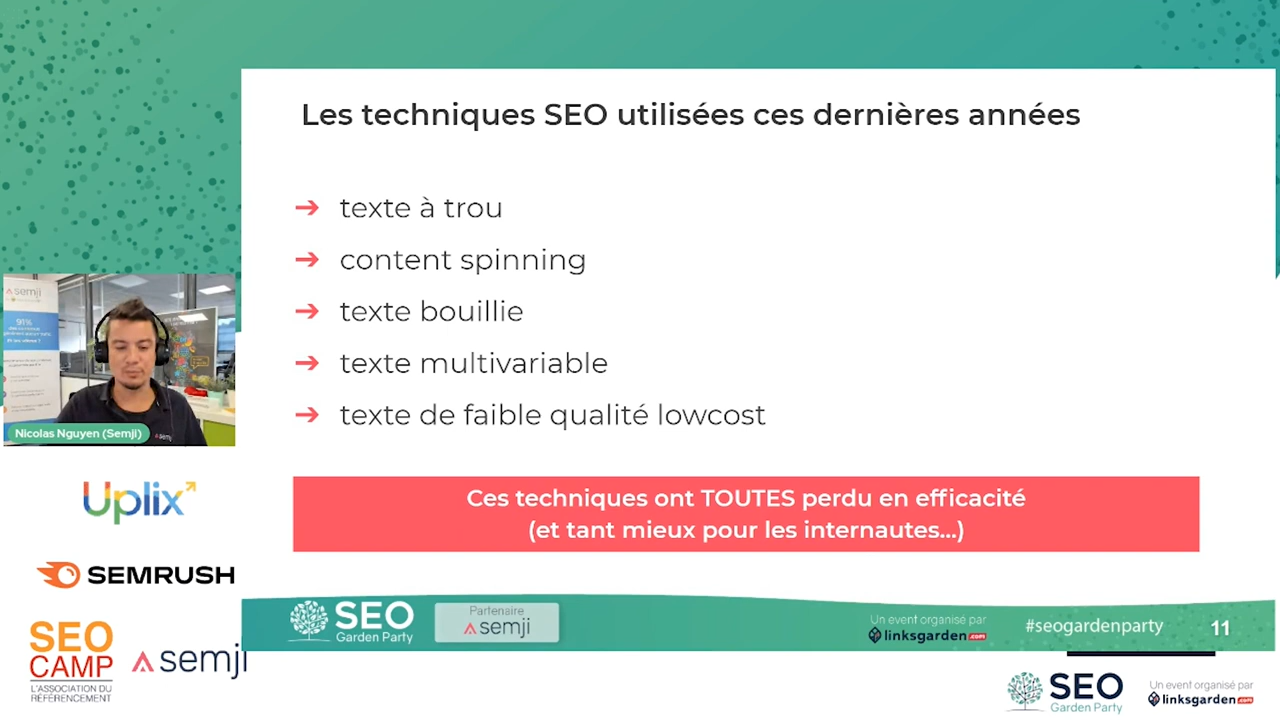 Les techniques SEO utilisées ces dernières années
➔ texte à trou
➔ content spinning
➔ texte bouillie
➔ texte multivariable
➔ texte de faible qualité lowcost
Ces techniques ont TOUTES perdu en efficacité
(et tant mieux pour les internautes...)
semji
91%
Nicolas Nguyen (Semji)
semji
Uplix
SEMRUSH
SEO
CAMP
L'ASSOCIATION DU
RÉFÉRENCEMENT
semji
SEO
Garden Party
Partenaire
semji
Un event organisé par
linksgarden.com
#seogardenparty
11
SEO
Garden Party
Un event organisé par
linksgarden.com